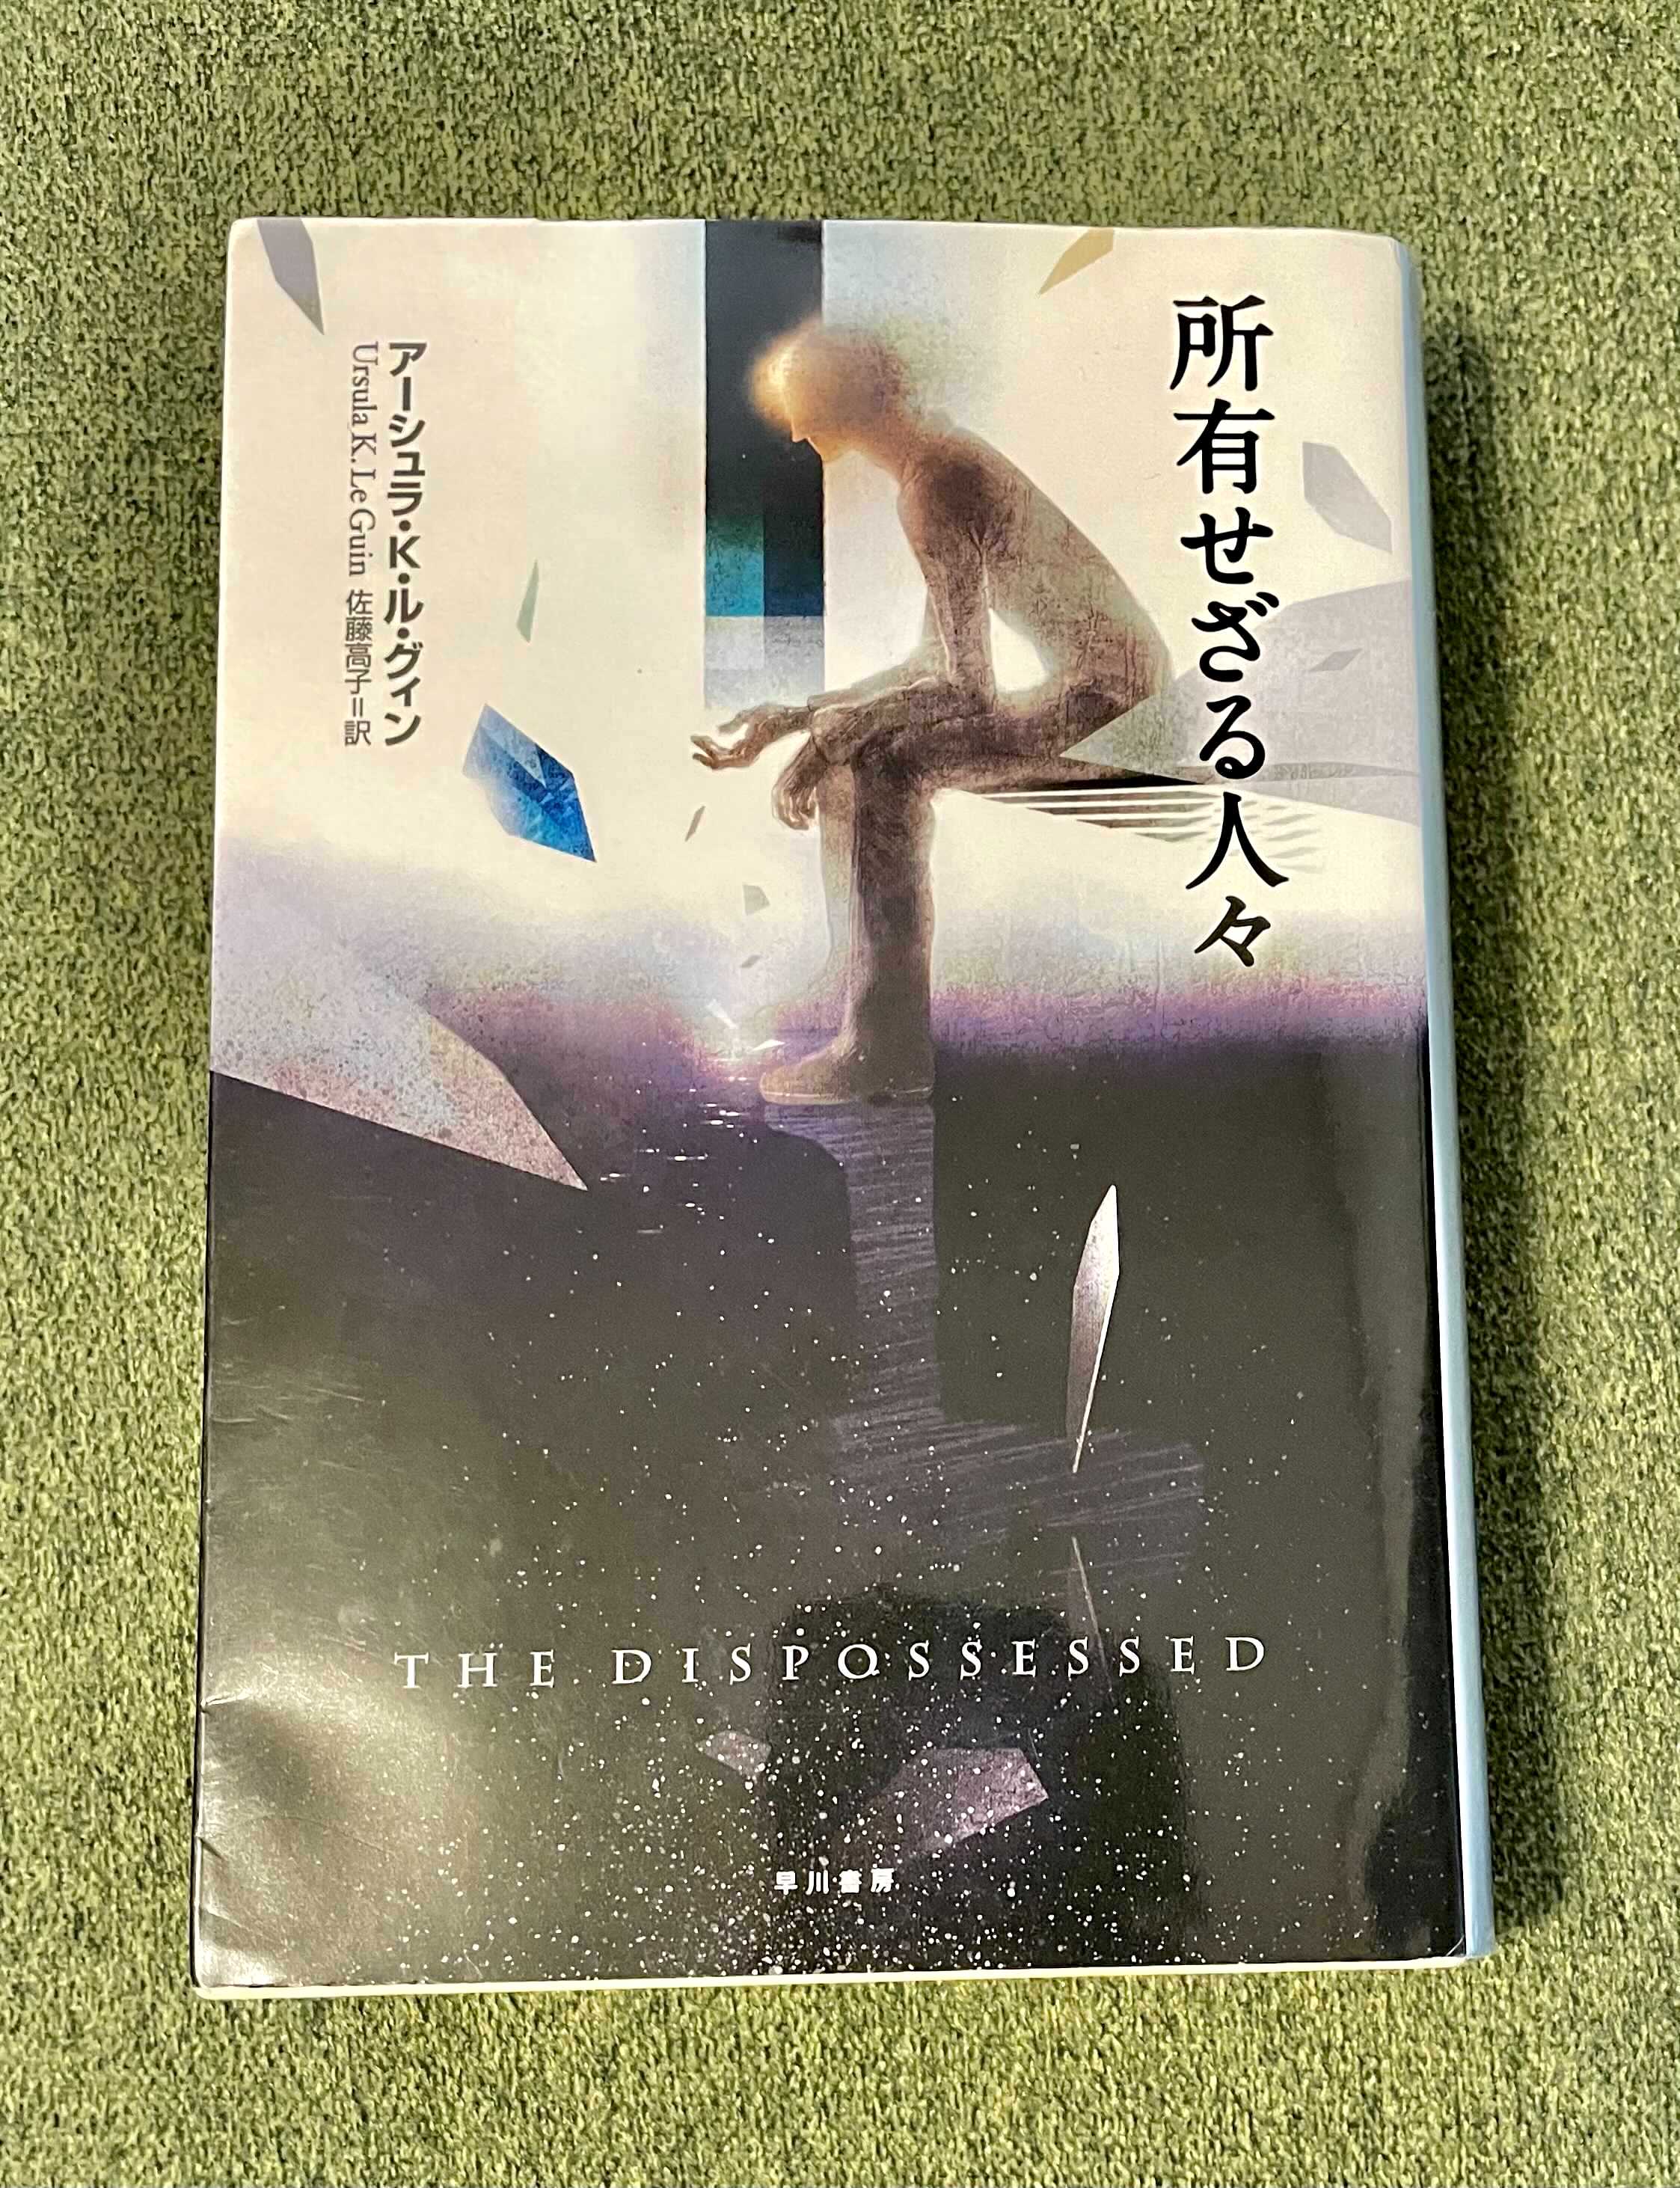 所有せざる人々
アーシュラ・K・ル・グィン
Ursula K. Le Guin 佐藤高子=訳
THE DISPOSSESSED
早川書房